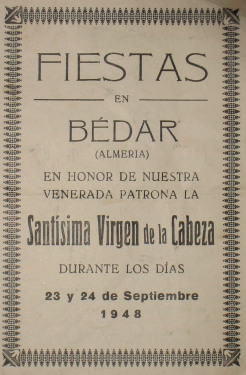 FIESTAS
EN
BÉDAR
(ALMERIA)
EN HONOR DE NUESTRA
VENERADA PATRONA LA
Santísima Virgen de la Cabeza
DURANTE LOS DÍAS
23 y 24 de Septiembre
1948